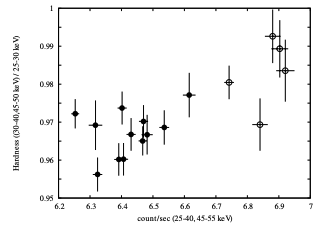 1
0.99
0.98
0.97
0.96
0.95
6.2 6.3 6.4 6.5 6.6 6.7 6.8 6.9 7
Hardness ((30-40,45-50 keV) / 25-30 keV)
count/sec (25-40, 45-55 keV)